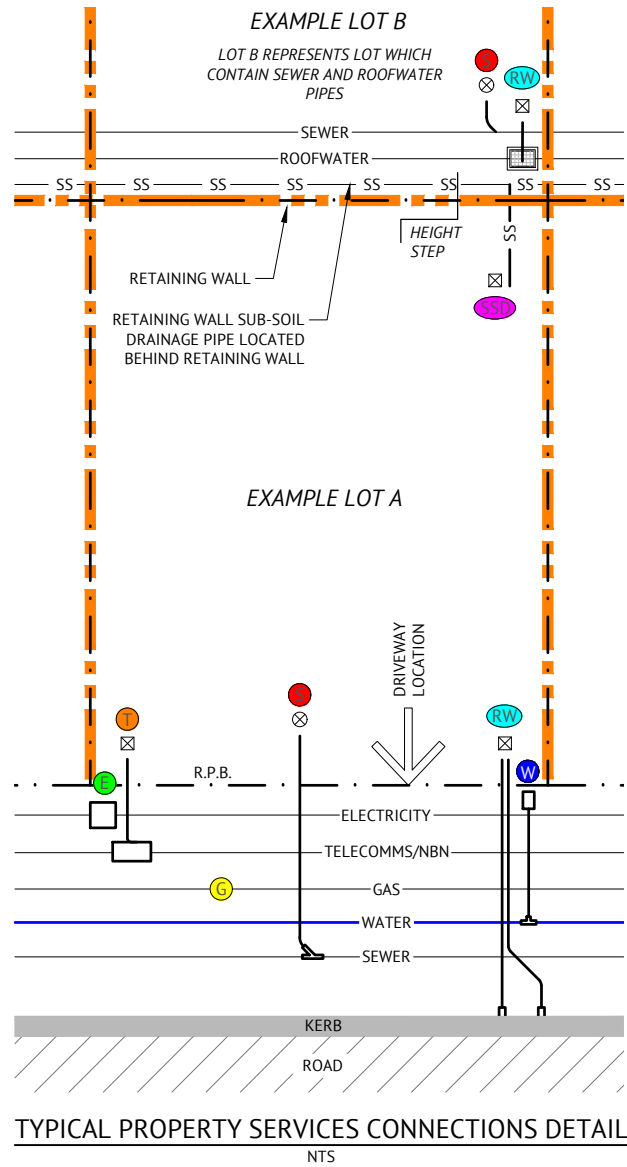 EXAMPLE LOT B
LOT B REPRESENTS LOT WHICH
CONTAIN SEWER AND ROOFWATER
PIPES
S
RW
SEWER
ROOFWATER
SS SS SS SS SS SS SS SS
RETAINING WALL
HEIGHT
STEP
SS
SSD
RETAINING WALL SUB-SOIL
DRAINAGE PIPE LOCATED
BEHIND RETAINING WALL
EXAMPLE LOT A
DRIVEWAY
LOCATION
T
S
RW
E
R.P.B.
W
ELECTRICITY
TELECOMMS/NBN
G
GAS
WATER
SEWER
KERB
ROAD
TYPICAL PROPERTY SERVICES CONNECTIONS DETAIL
NTS